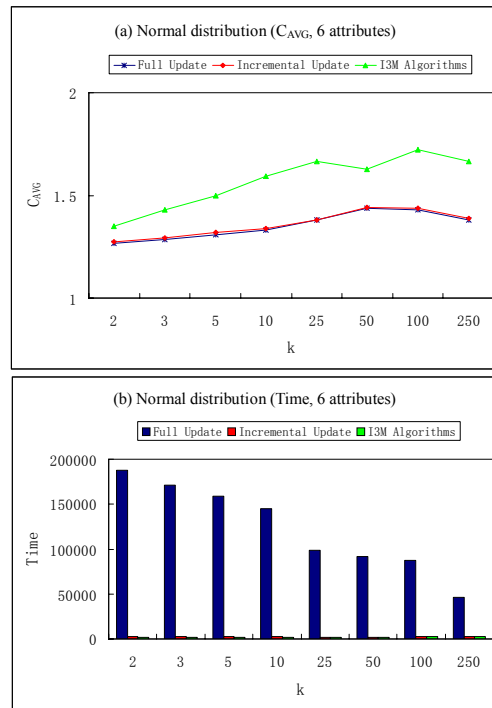 (a) Normal distribution (CAVG, 6 attributes)
Full Update Incremental Update I3M Algorithms
2
1.5
1
CAVG
2 3 5 10 25 50 100 250
k
(b) Normal distribution (Time, 6 attributes)
Full Update Incremental Update I3M Algorithms
200000
150000
100000
50000
0
Time
2 3 5 10 25 50 100 250
k